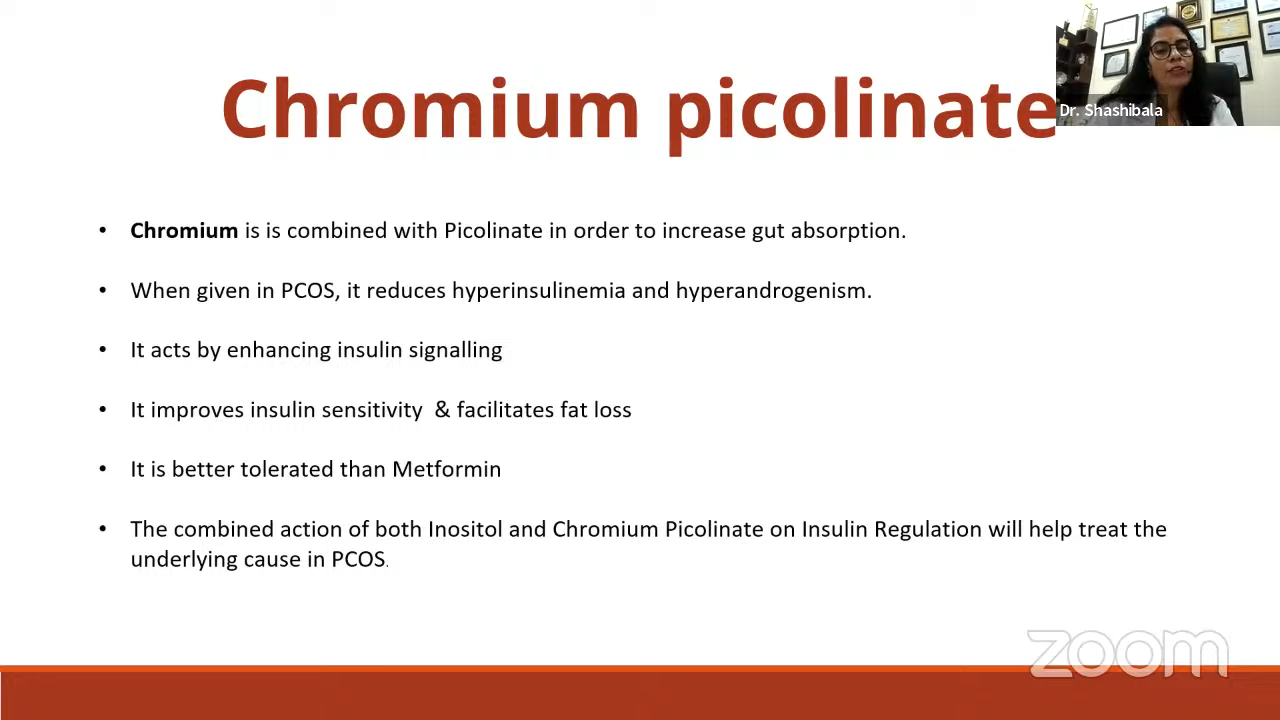 Chromium picolinate
Dr. Shashibala
• Chromium is is combined with Picolinate in order to increase gut absorption.
• When given in PCOS, it reduces hyperinsulinemia and hyperandrogenism.
• It acts by enhancing insulin signalling
• It improves insulin sensitivity & facilitates fat loss
• It is better tolerated than Metformin
• The combined action of both Inositol and Chromium Picolinate on Insulin Regulation will help treat the
underlying cause in PCOS.
zoom